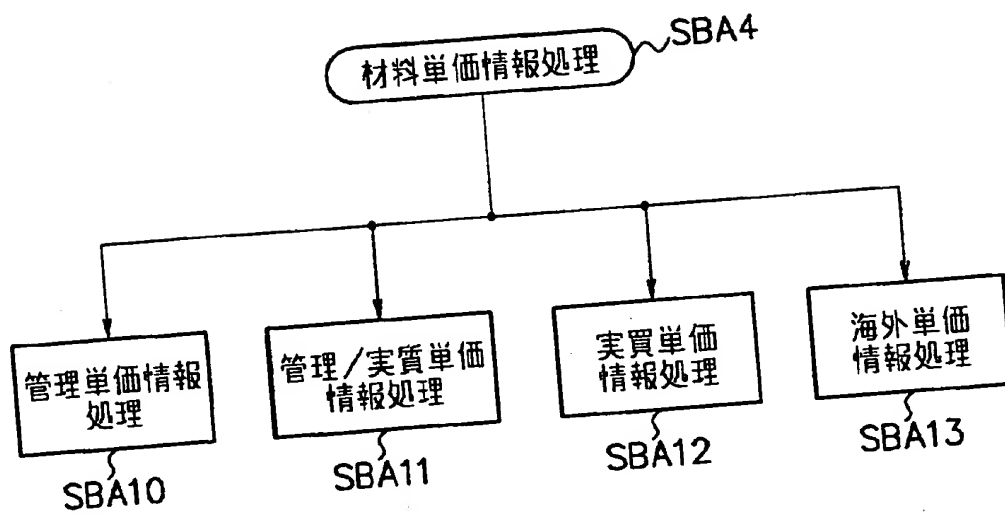 材料単価情報処理
SBA4
管理単価情報
処理
SBA10
管理／実質単価
情報処理
SBA11
実買単価
情報処理
SBA12
海外単価
情報処理
SBA13